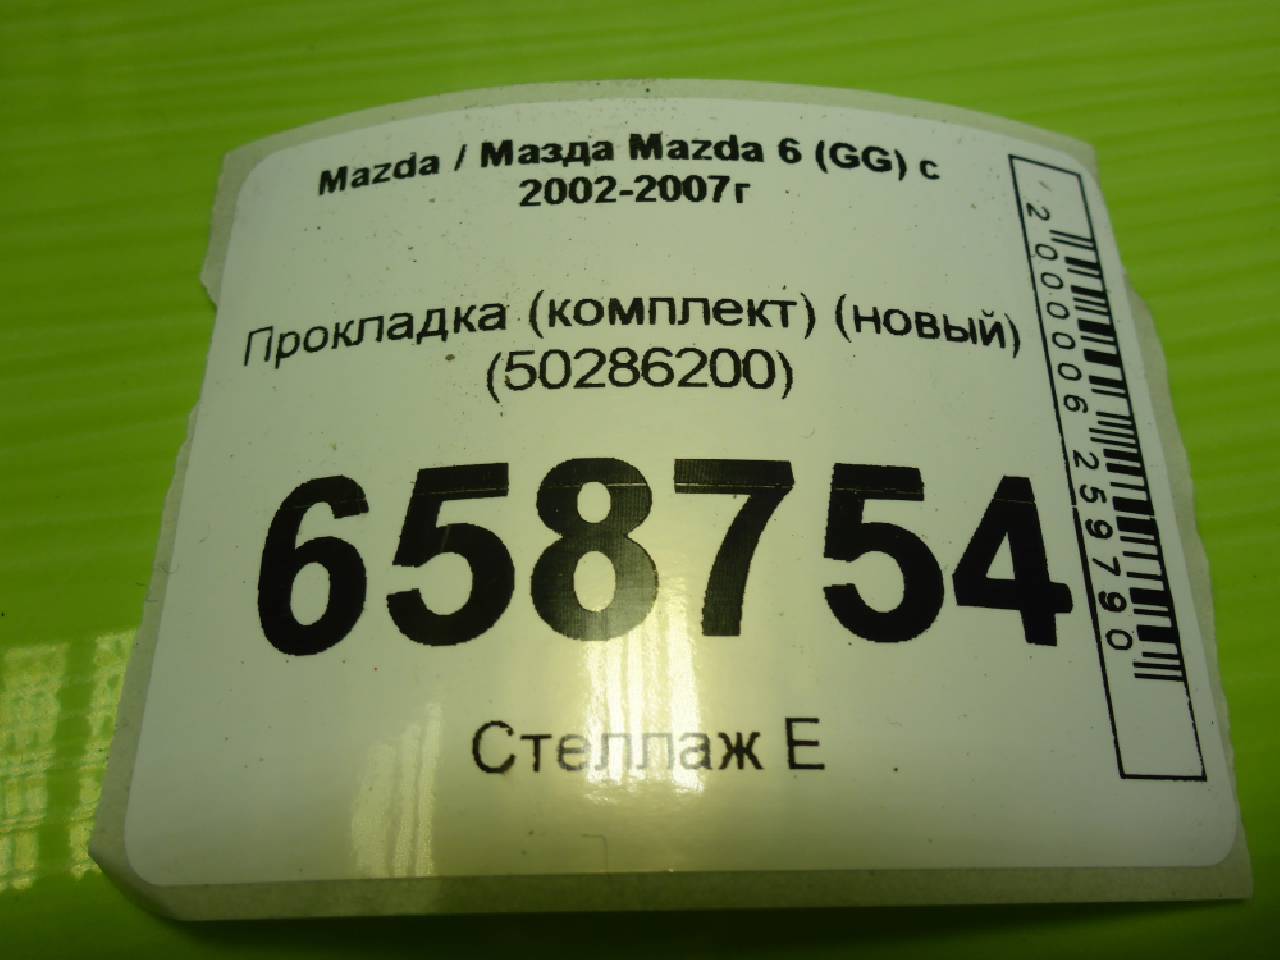 Mazda / Мазда Mazda 6 (GG) с
2002-2007г
Прокладка (комплект) (новый)
(50286200)
658754
Стеллаж Е
2000006259790